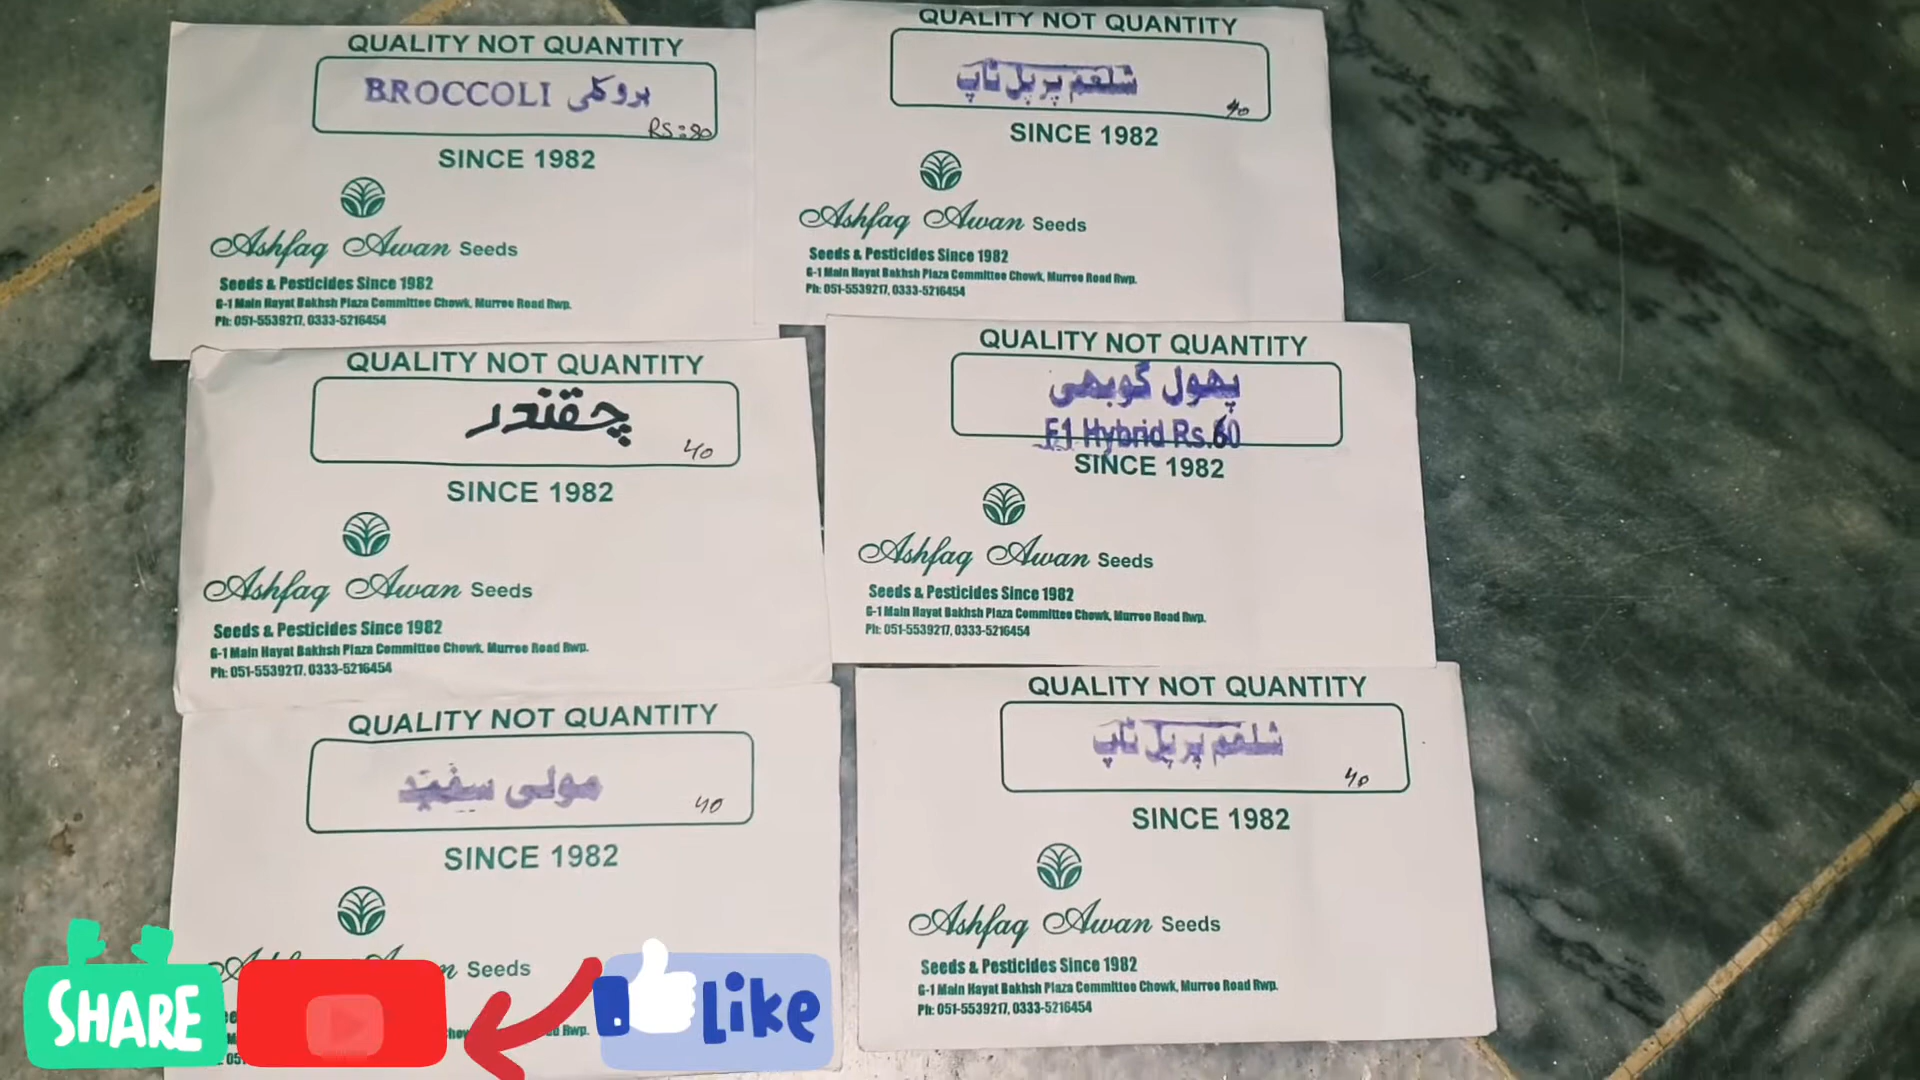 QUALITY NOT QUANTITY
BROCCOLI بروکلی
RS:80
SINCE 1982
Ashfaq Awan Seeds
Seeds & Pesticides Since 1982
G-1 Main Hayat Bakhsh Plaza Committee Chowk, Murree Road Rwp.
Ph: 051-5539217, 0333-5216454
QUALITY NOT QUANTITY
شلغم پرپل ٹاپ
40
SINCE 1982
Ashfaq Awan Seeds
Seeds & Pesticides Since 1982
G-1 Main Hayat Bakhsh Plaza Committee Chowk, Murree Road Rwp.
Ph: 051-5539217, 0333-5216454
QUALITY NOT QUANTITY
چقندر
40
SINCE 1982
Ashfaq Awan Seeds
Seeds & Pesticides Since 1982
G-1 Main Hayat Bakhsh Plaza Committee Chowk, Murree Road Rwp.
Ph: 051-5539217, 0333-5216454
QUALITY NOT QUANTITY
پھول گوبھی
F1 Hybrid Rs.60
SINCE 1982
Ashfaq Awan Seeds
Seeds & Pesticides Since 1982
G-1 Main Hayat Bakhsh Plaza Committee Chowk, Murree Road Rwp.
Ph: 051-5539217, 0333-5216454
QUALITY NOT QUANTITY
مولی سفید
40
SINCE 1982
Seeds
Rwp.
QUALITY NOT QUANTITY
شلغم پرپل ٹاپ
40
SINCE 1982
Ashfaq Awan Seeds
Seeds & Pesticides Since 1982
G-1 Main Hayat Bakhsh Plaza Committee Chowk, Murree Road Rwp.
Ph: 051-5539217, 0333-5216454
SHARE
Like